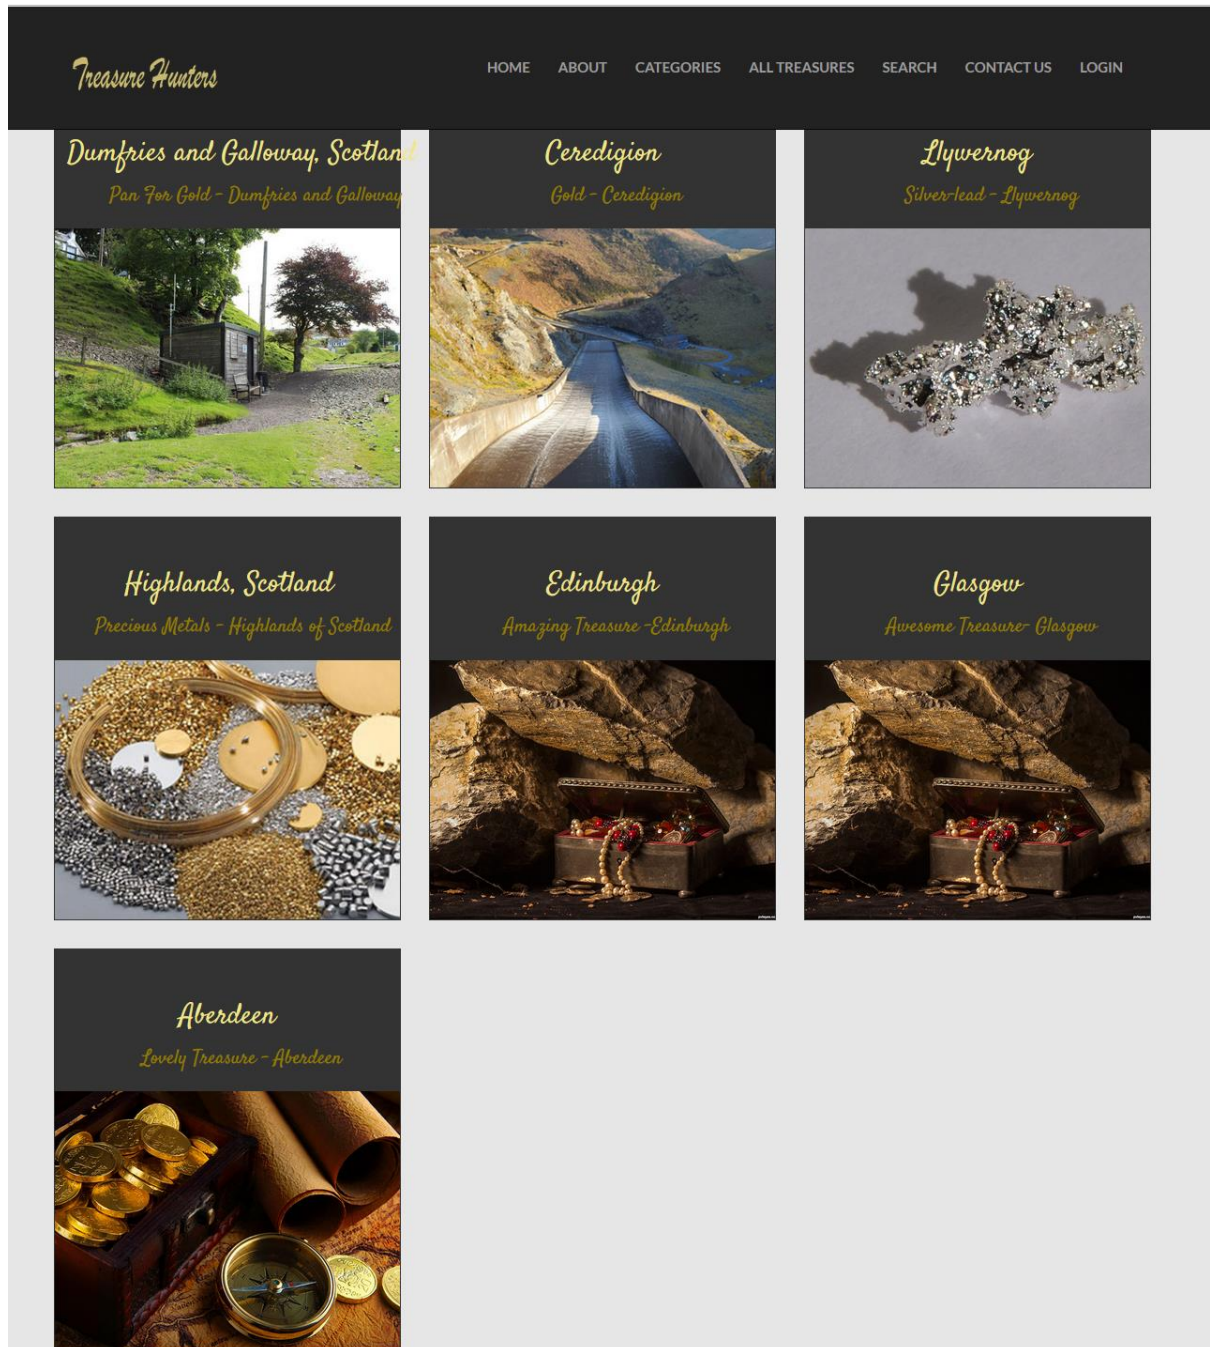 Treasure Hunters
HOME ABOUT CATEGORIES ALL TREASURES SEARCH CONTACT US LOGIN
Dumfries and Galloway, Scotland
Pan For Gold - Dumfries and Galloway
Ceredigion
Gold - Ceredigion
Llywernog
Silver-lead - Llywernog
Highlands, Scotland
Precious Metals - Highlands of Scotland
Edinburgh
Amazing Treasure -Edinburgh
Glasgow
Awesome Treasure- Glasgow
Aberdeen
Lovely Treasure - Aberdeen